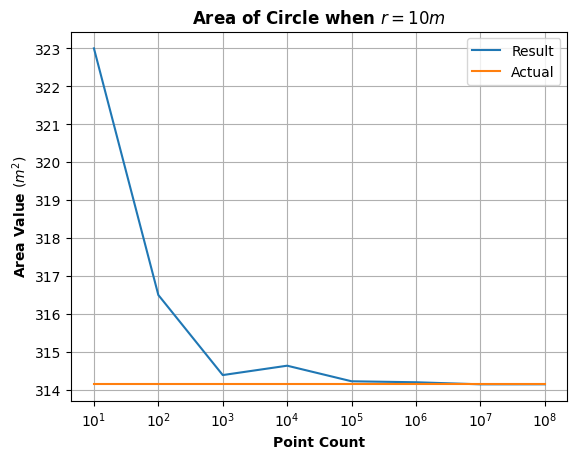 Area of Circle when r = 10m
Result
Actual
323
322
321
320
319
318
317
316
315
314
Area Value (m²)
10¹ 10² 10³ 10⁴ 10⁵ 10⁶ 10⁷ 10⁸
Point Count